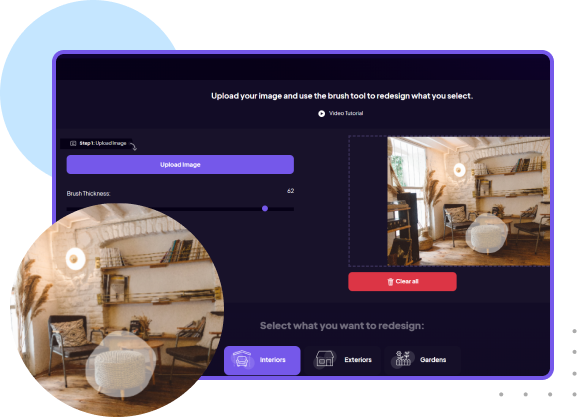 Upload your image and use the brush tool to redesign what you select.
Video Tutorial
Step 1: Upload Image
Upload Image
Brush Thickness:
62
Clear all
Select what you want to redesign:
Interiors
Exteriors
Gardens